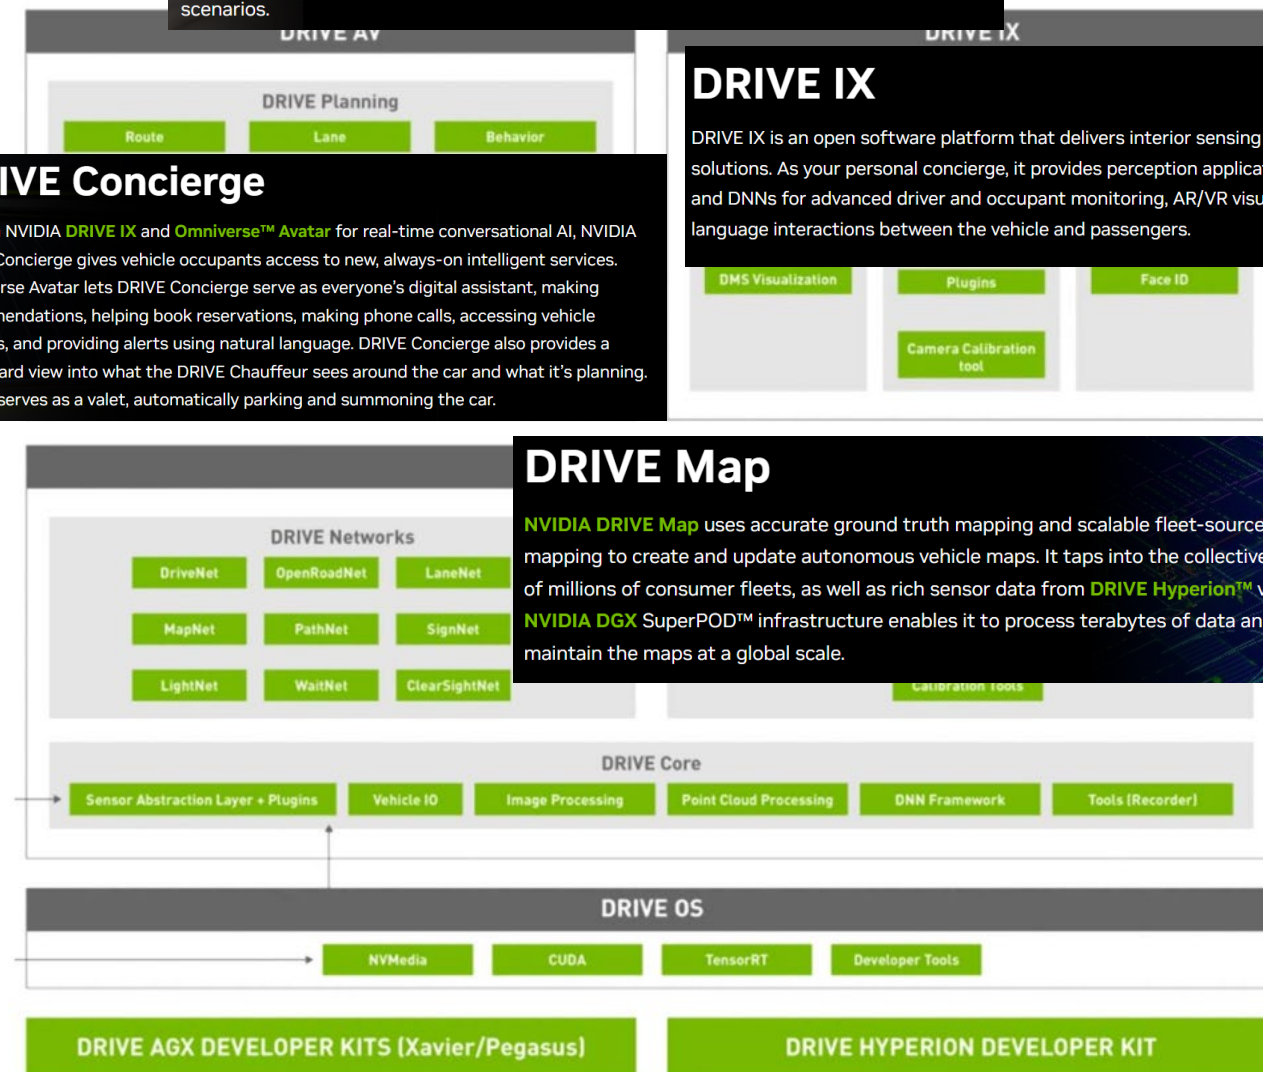 scenarios.
DRIVE AV
DRIVE IX
DRIVE Planning
Route
Lane
Behavior
DRIVE IX
DRIVE IX is an open software platform that delivers interior sensing
solutions. As your personal concierge, it provides perception applica
and DNNs for advanced driver and occupant monitoring, AR/VR visu
language interactions between the vehicle and passengers.
IVE Concierge
NVIDIA DRIVE IX and Omniverse™ Avatar for real-time conversational AI, NVIDIA
Concierge gives vehicle occupants access to new, always-on intelligent services.
rse Avatar lets DRIVE Concierge serve as everyone's digital assistant, making
mendations, helping book reservations, making phone calls, accessing vehicle
s, and providing alerts using natural language. DRIVE Concierge also provides a
ard view into what the DRIVE Chauffeur sees around the car and what it's planning.
serves as a valet, automatically parking and summoning the car.
DMS Visualization
Plugins
Face ID
Camera Calibration
tool
DRIVE Map
NVIDIA DRIVE Map uses accurate ground truth mapping and scalable fleet-source
mapping to create and update autonomous vehicle maps. It taps into the collective
of millions of consumer fleets, as well as rich sensor data from DRIVE Hyperion™ v
NVIDIA DGX SuperPOD™ infrastructure enables it to process terabytes of data an
maintain the maps at a global scale.
DRIVE Networks
DriveNet
OpenRoadNet
LaneNet
MapNet
PathNet
SignNet
LightNet
WaitNet
ClearSightNet
Calibration Tools
DRIVE Core
Sensor Abstraction Layer + Plugins
Vehicle IO
Image Processing
Point Cloud Processing
DNN Framework
Tools (Recorder)
DRIVE OS
NVMedia
CUDA
TensorRT
Developer Tools
DRIVE AGX DEVELOPER KITS (Xavier/Pegasus)
DRIVE HYPERION DEVELOPER KIT